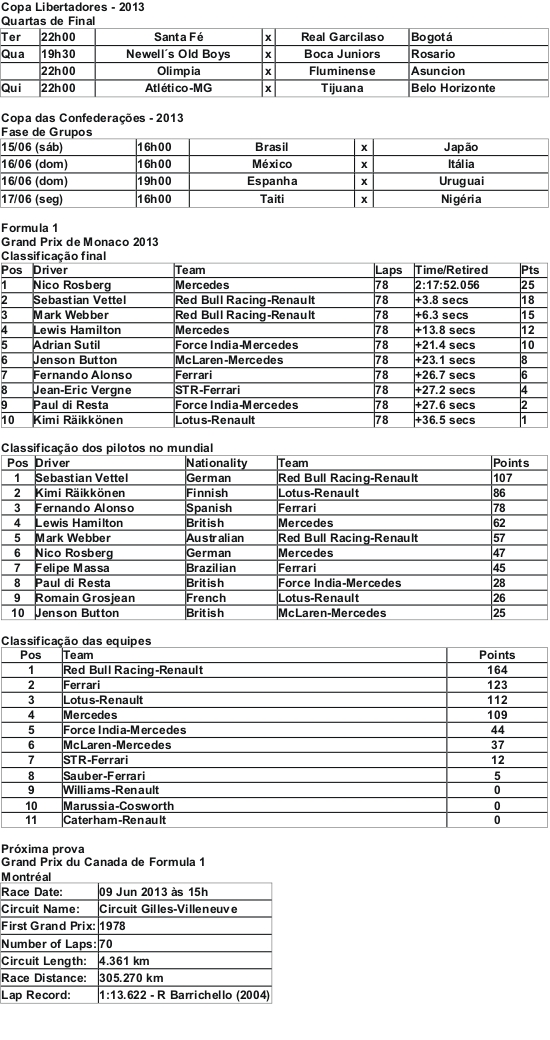 Copa Libertadores - 2013
Quartas de Final
Ter 22h00 Santa Fé x Real Garcilaso Bogotá
Qua 19h30 Newell´s Old Boys x Boca Juniors Rosario
22h00 Olimpia x Fluminense Asuncion
Qui 22h00 Atlético-MG x Tijuana Belo Horizonte
Copa das Confederações - 2013
Fase de Grupos
15/06 (sáb) 16h00 Brasil x Japão
16/06 (dom) 16h00 México x Itália
16/06 (dom) 19h00 Espanha x Uruguai
17/06 (seg) 16h00 Taiti x Nigéria
Formula 1
Grand Prix de Monaco 2013
Classificação final
Pos Driver Team Laps Time/Retired Pts
1 Nico Rosberg Mercedes 78 2:17:52.056 25
2 Sebastian Vettel Red Bull Racing-Renault 78 +3.8 secs 18
3 Mark Webber Red Bull Racing-Renault 78 +6.3 secs 15
4 Lewis Hamilton Mercedes 78 +13.8 secs 12
5 Adrian Sutil Force India-Mercedes 78 +21.4 secs 10
6 Jenson Button McLaren-Mercedes 78 +23.1 secs 8
7 Fernando Alonso Ferrari 78 +26.7 secs 6
8 Jean-Eric Vergne STR-Ferrari 78 +27.2 secs 4
9 Paul di Resta Force India-Mercedes 78 +27.6 secs 2
10 Kimi Räikkönen Lotus-Renault 78 +36.5 secs 1
Classificação dos pilotos no mundial
Pos Driver Nationality Team Points
1 Sebastian Vettel German Red Bull Racing-Renault 107
2 Kimi Räikkönen Finnish Lotus-Renault 86
3 Fernando Alonso Spanish Ferrari 78
4 Lewis Hamilton British Mercedes 62
5 Mark Webber Australian Red Bull Racing-Renault 57
6 Nico Rosberg German Mercedes 47
7 Felipe Massa Brazilian Ferrari 45
8 Paul di Resta British Force India-Mercedes 28
9 Romain Grosjean French Lotus-Renault 26
10 Jenson Button British McLaren-Mercedes 25
Classificação das equipes
Pos Team Points
1 Red Bull Racing-Renault 164
2 Ferrari 123
3 Lotus-Renault 112
4 Mercedes 109
5 Force India-Mercedes 44
6 McLaren-Mercedes 37
7 STR-Ferrari 12
8 Sauber-Ferrari 5
9 Williams-Renault 0
10 Marussia-Cosworth 0
11 Caterham-Renault 0
Próxima prova
Grand Prix du Canada de Formula 1
Montréal
Race Date: 09 Jun 2013 às 15h
Circuit Name: Circuit Gilles-Villeneuve
First Grand Prix: 1978
Number of Laps: 70
Circuit Length: 4.361 km
Race Distance: 305.270 km
Lap Record: 1:13.622 - R Barrichello (2004)